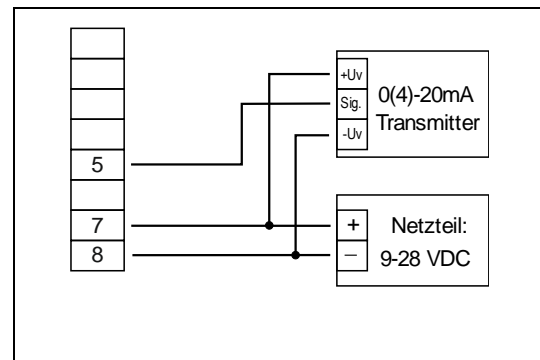 +Uv
Sig.
-Uv
0(4)-20mA
Transmitter
5
7
8
+
−
Netzteil:
9-28 VDC